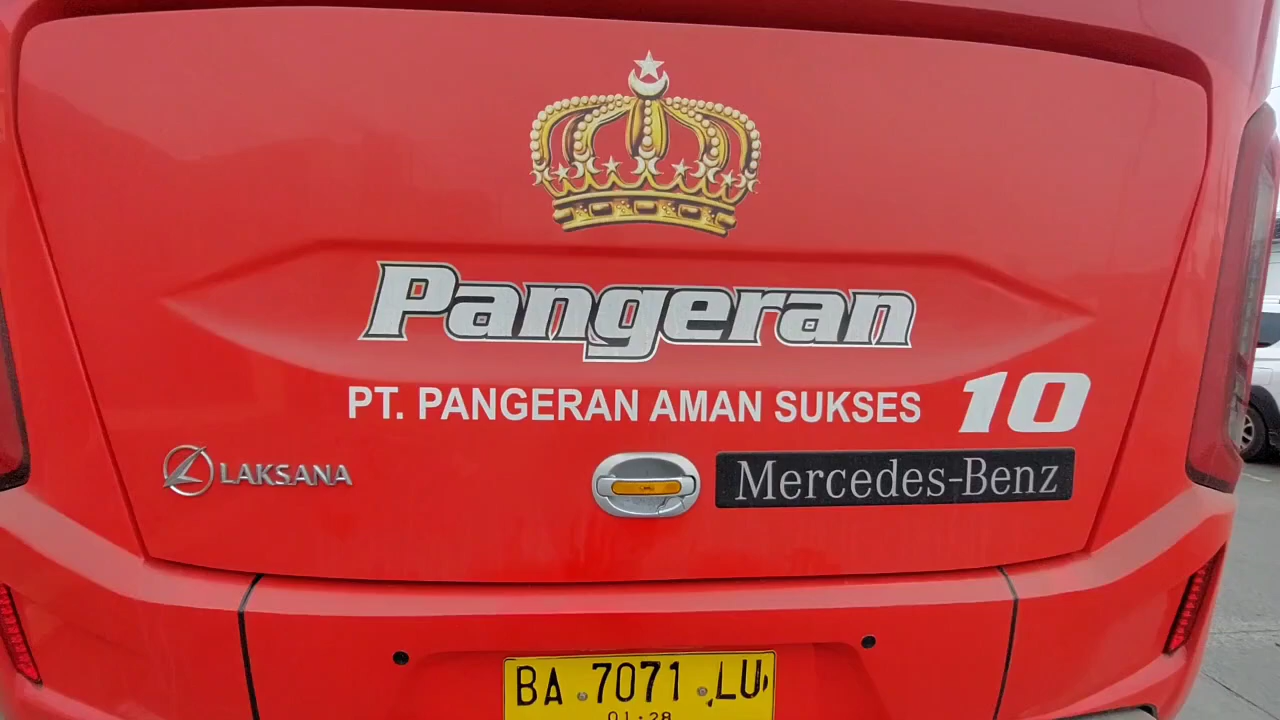 Pangeran
PT. PANGERAN AMAN SUKSES 10
LAKSANA
Mercedes-Benz
BA 7071 LU
01·28